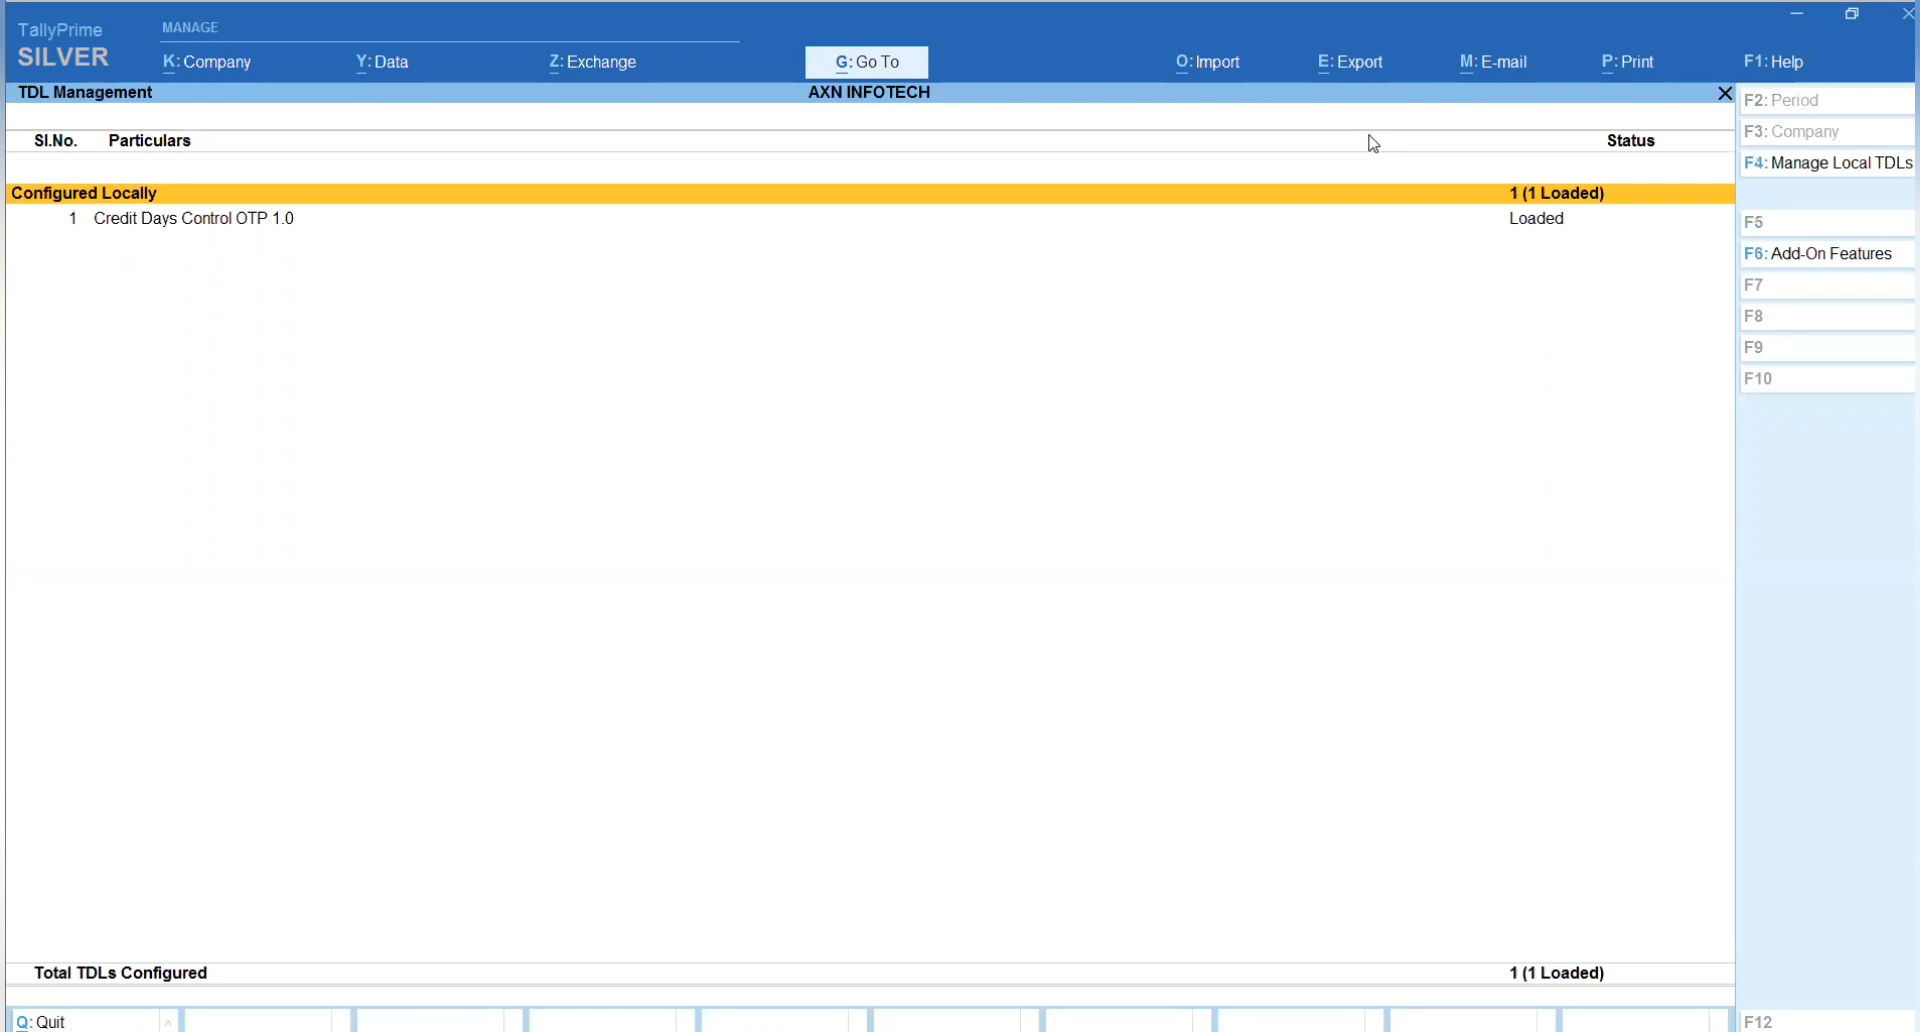 TallyPrime
SILVER
MANAGE
K: Company
Y: Data
Z: Exchange
G: Go To
O: Import
E: Export
M: E-mail
P: Print
F1: Help
TDL Management
AXN INFOTECH
Sl.No. Particulars Status
Configured Locally 1 (1 Loaded)
1 Credit Days Control OTP 1.0 Loaded
Total TDLs Configured 1 (1 Loaded)
Q: Quit
F2: Period
F3: Company
F4: Manage Local TDLs
F5
F6: Add-On Features
F7
F8
F9
F10
F12